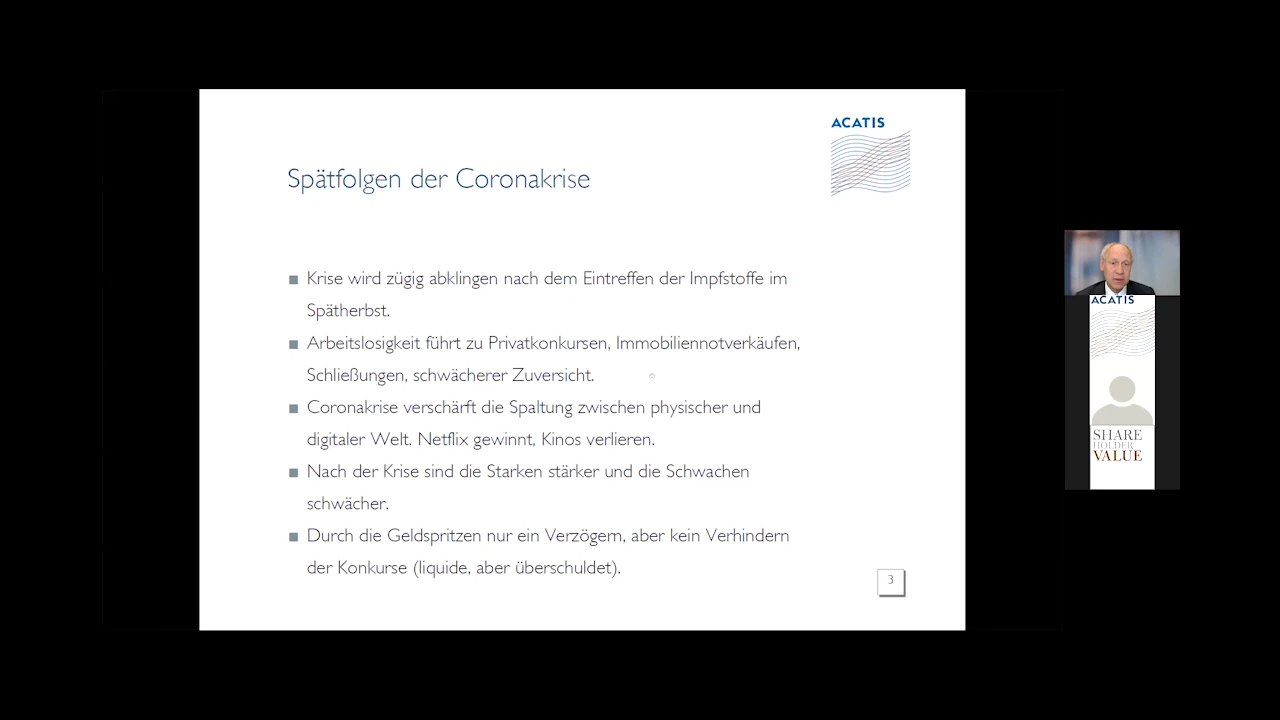 ACATIS
Spätfolgen der Coronakrise
■ Krise wird zügig abklingen nach dem Eintreffen der Impfstoffe im
Spätherbst.
■ Arbeitslosigkeit führt zu Privatkonkursen, Immobiliennotverkäufen,
Schließungen, schwächerer Zuversicht.
■ Coronakrise verschärft die Spaltung zwischen physischer und
digitaler Welt. Netflix gewinnt, Kinos verlieren.
■ Nach der Krise sind die Starken stärker und die Schwachen
schwächer.
■ Durch die Geldspritzen nur ein Verzögern, aber kein Verhindern
der Konkurse (liquide, aber überschuldet).
3
ACATIS
SHARE
HOLDER
VALUE